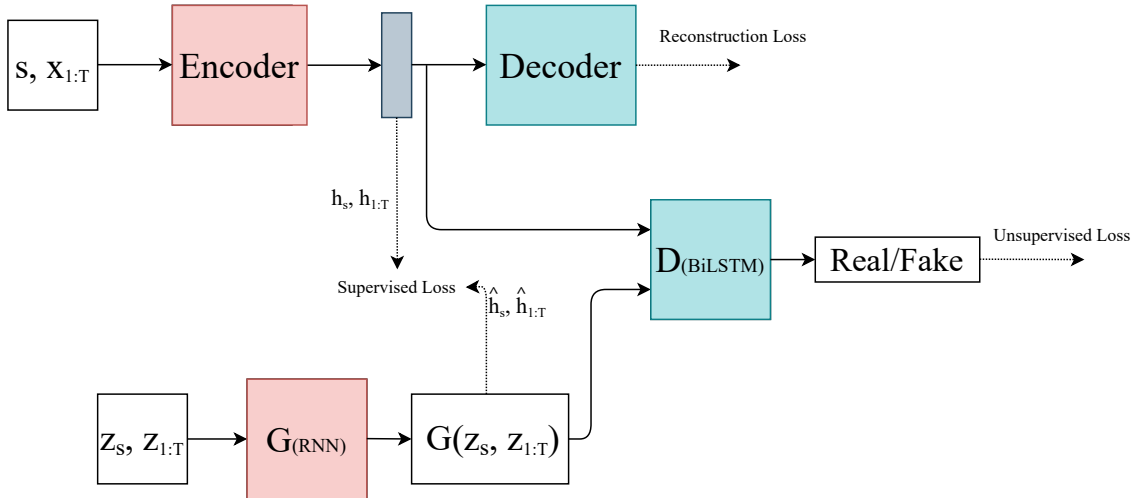 s, x1:T
Encoder
Decoder
Reconstruction Loss
hs, h1:T
Supervised Loss
ĥs, ĥ1:T
D(BiLSTM)
Real/Fake
Unsupervised Loss
zs, z1:T
G(RNN)
G(zs, z1:T)